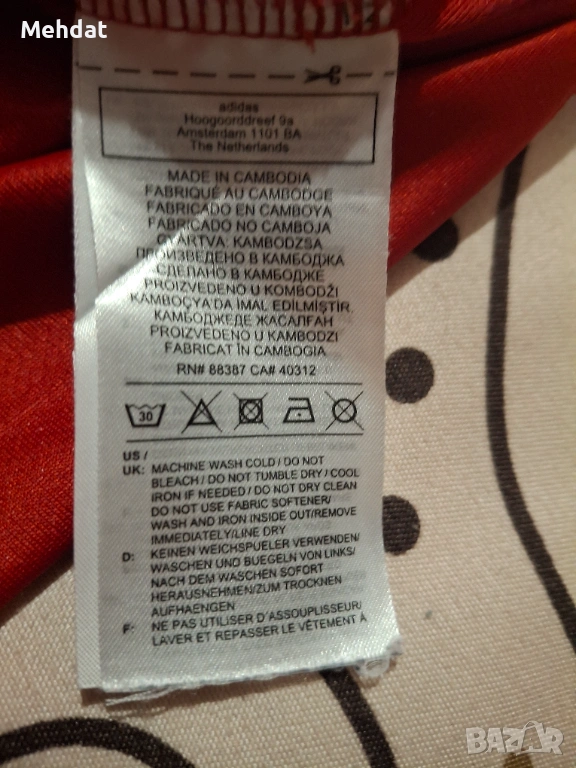 Mehdat
adidas
Hoogoorddreef 9a
Amsterdam 1101 BA
The Netherlands
MADE IN CAMBODIA
FABRIQUÉ AU CAMBODGE
FABRICADO EN CAMBOYA
FABRICADO NO CAMBOJA
GYÁRTVA: KAMBODZSA
ПРОИЗВЕДЕНО В КАМБОДЖА
СДЕЛАНО В КАМБОДЖЕ
PROIZVEDENO U KOMBODŽI
KAMBOÇYA'DA IMAL EDILMIŞTIR.
КАМБОДЖЕДЕ ЖАСАЛҒАН
PROIZVEDENO U KAMBODZI
FABRICAT ÎN CAMBOGIA
RN# 88387 CA# 40312
30
US /
UK: MACHINE WASH COLD / DO NOT
BLEACH / DO NOT TUMBLE DRY / COOL
IRON IF NEEDED / DO NOT DRY CLEAN
DO NOT USE FABRIC SOFTENER/
WASH AND IRON INSIDE OUT/REMOVE
IMMEDIATELY/LINE DRY
D: KEINEN WEICHSPUELER VERWENDEN/
WASCHEN UND BUEGELN VON LINKS/
NACH DEM WASCHEN SOFORT
HERAUSNEHMEN/ZUM TROCKNEN
AUFHAENGEN
F: NE PAS UTILISER D'ASSOUPLISSEUR/
LAVER ET REPASSER LE VÊTEMENT À
BAZAR